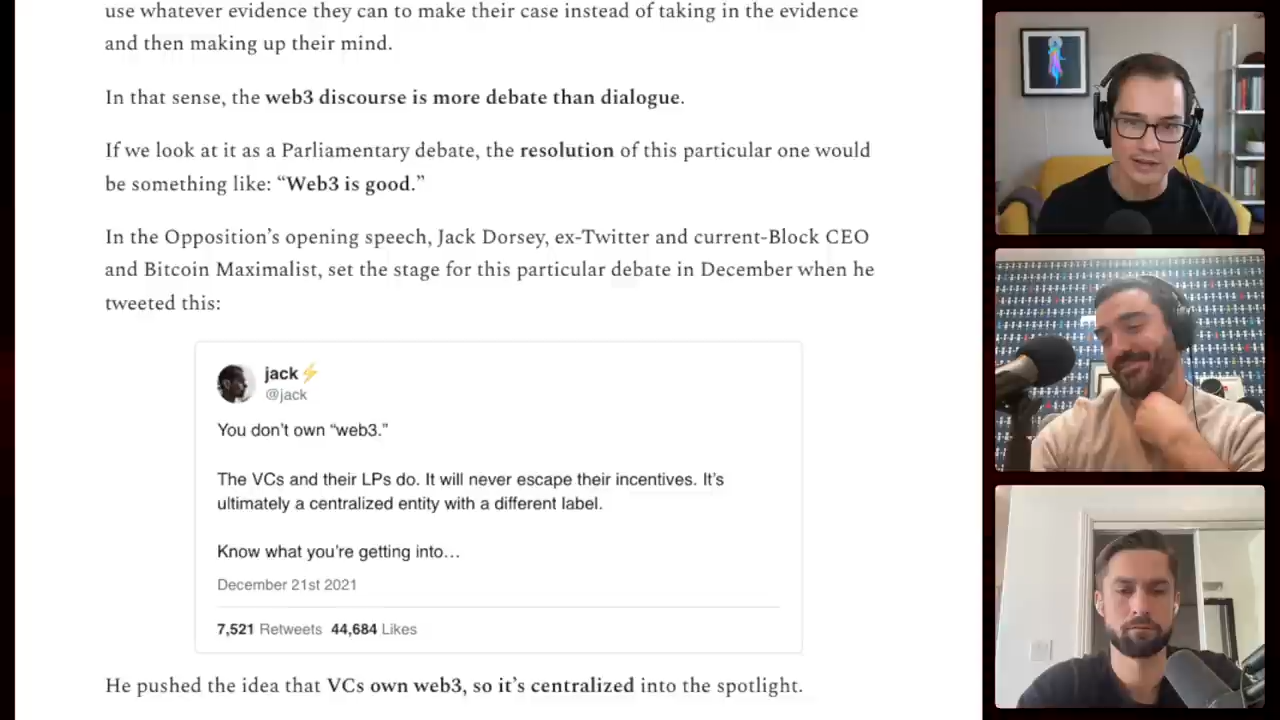 use whatever evidence they can to make their case instead of taking in the evidence
and then making up their mind.
In that sense, the web3 discourse is more debate than dialogue.
If we look at it as a Parliamentary debate, the resolution of this particular one would
be something like: “Web3 is good.”
In the Opposition’s opening speech, Jack Dorsey, ex-Twitter and current-Block CEO
and Bitcoin Maximalist, set the stage for this particular debate in December when he
tweeted this:
jack⚡
@jack
You don’t own “web3.”
The VCs and their LPs do. It will never escape their incentives. It’s
ultimately a centralized entity with a different label.
Know what you’re getting into…
December 21st 2021
7,521 Retweets 44,684 Likes
He pushed the idea that VCs own web3, so it’s centralized into the spotlight.